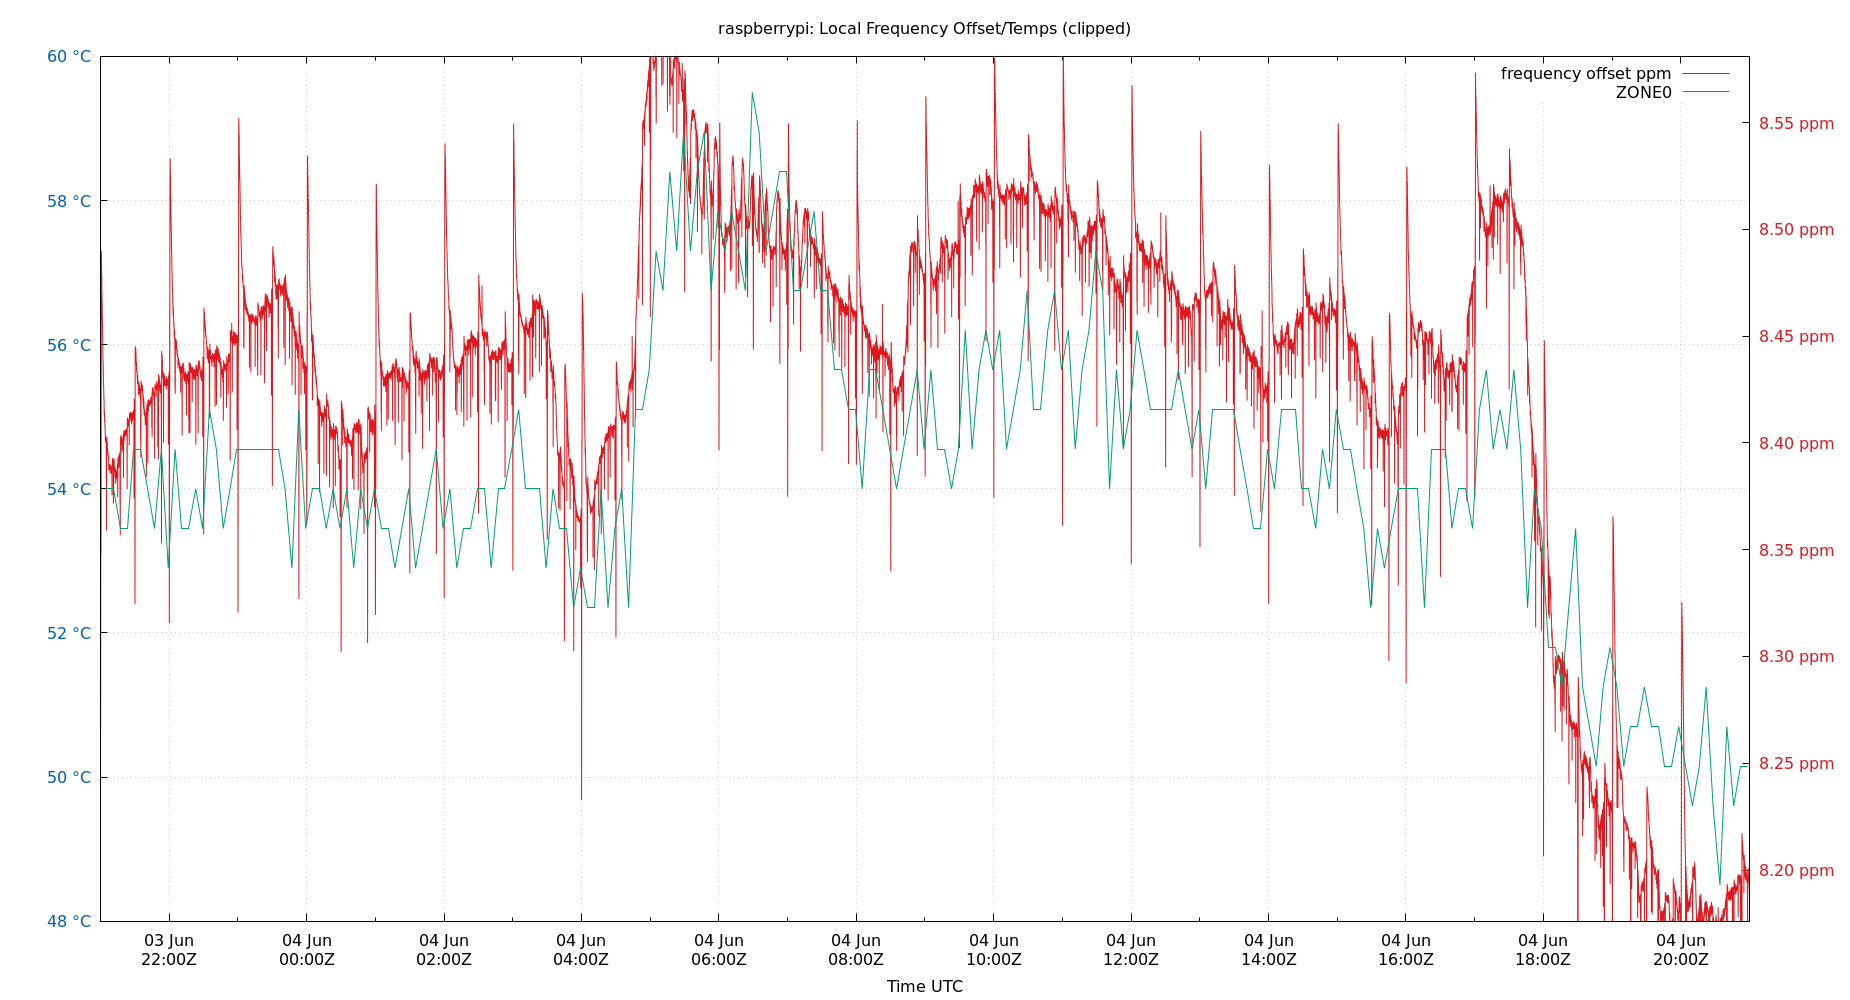 raspberrypi: Local Frequency Offset/Temps (clipped)
frequency offset ppm
ZONE0
60 °C
58 °C
56 °C
54 °C
52 °C
50 °C
48 °C
8.55 ppm
8.50 ppm
8.45 ppm
8.40 ppm
8.35 ppm
8.30 ppm
8.25 ppm
8.20 ppm
03 Jun
22:00Z
04 Jun
00:00Z
04 Jun
02:00Z
04 Jun
04:00Z
04 Jun
06:00Z
04 Jun
08:00Z
04 Jun
10:00Z
04 Jun
12:00Z
04 Jun
14:00Z
04 Jun
16:00Z
04 Jun
18:00Z
04 Jun
20:00Z
Time UTC